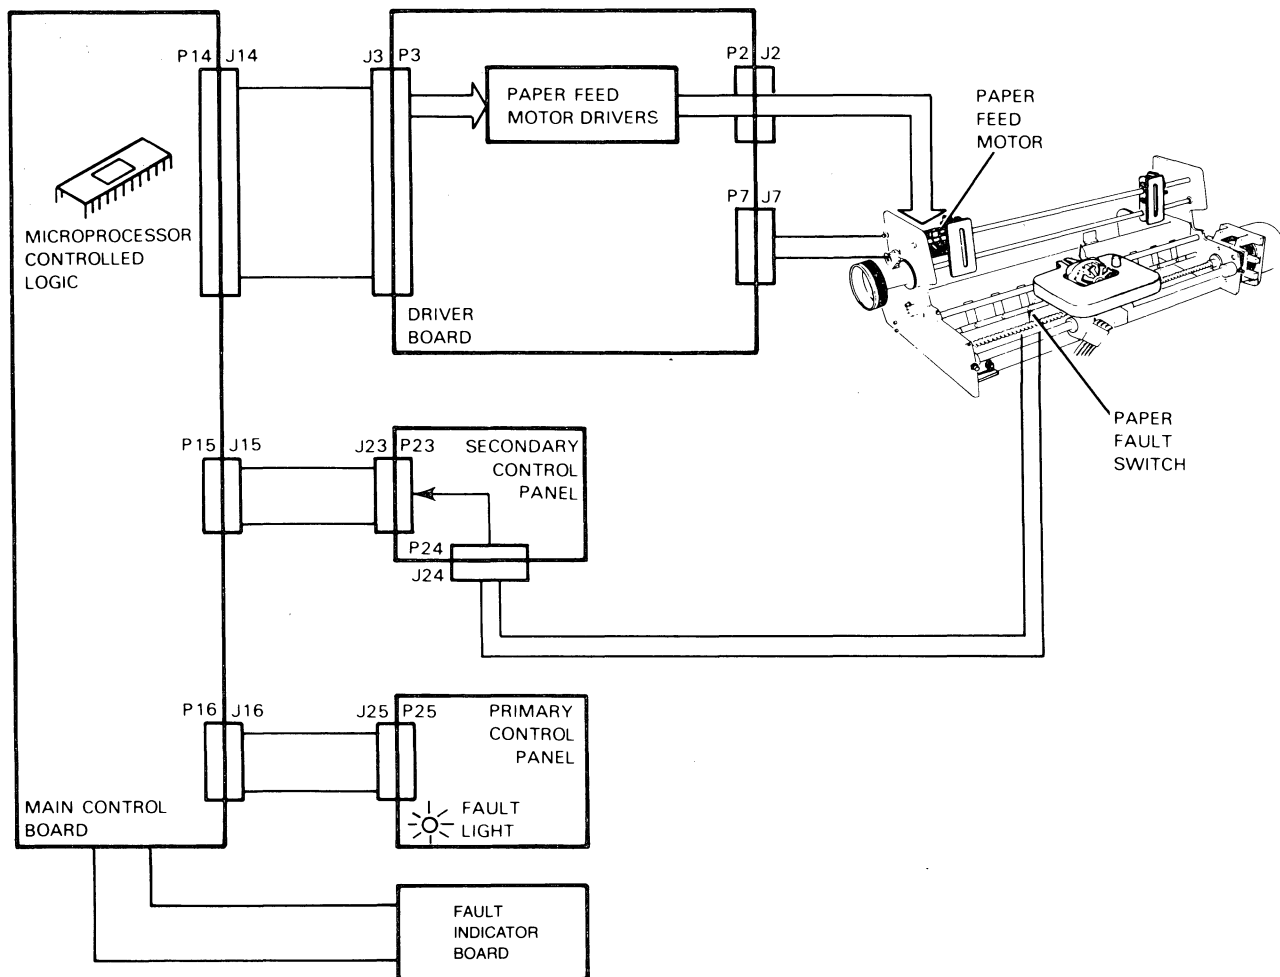 P14 J14
J3 P3
P2 J2
PAPER FEED
MOTOR DRIVERS
PAPER
FEED
MOTOR
MICROPROCESSOR
CONTROLLED
LOGIC
P7 J7
DRIVER
BOARD
PAPER
FAULT
SWITCH
P15 J15
J23 P23
SECONDARY
CONTROL
PANEL
P24
J24
P16 J16
J25 P25
PRIMARY
CONTROL
PANEL
MAIN CONTROL
BOARD
FAULT
LIGHT
FAULT
INDICATOR
BOARD